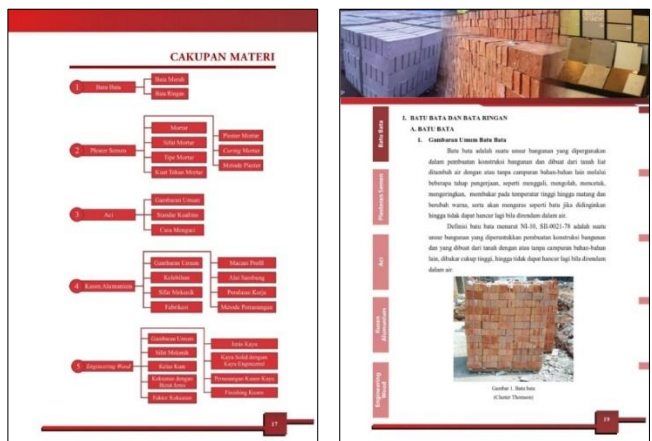 CAKUPAN MATERI
1
Batu Bata
Bata Merah
Bata Ringan
2
Plester Semen
Mortar
Sifat Mortar
Tipe Mortar
Kuat Tekan Mortar
Plester Mortar
Curing Mortar
Metode Plester
3
Aci
Gambaran Umum
Standar Kualitas
Cara Mengaci
4
Kusen Alumunium
Gambaran Umum
Kelebihan
Sifat Mekanik
Fabrikasi
Macam Profil
Alat Sambung
Peralatan Kerja
Metode Pemasangan
5
Engineering Wood
Gambaran Umum
Sifat Mekanik
Kelas Kuat
Kekuatan dengan
Berat Jenis
Faktor Kekuatan
Jenis Kayu
Kayu Solid dengan
Kayu Engineered
Pemasangan Kusen Kayu
Finishing Kusen
17
Batu Bata
Plesteran Semen
Aci
Kusen
Alumunium
Engineering
Wood
1. BATU BATA DAN BATA RINGAN
A. BATU BATA
1. Gambaran Umum Batu Bata
Batu bata adalah suatu unsur bangunan yang dipergunakan
dalam pembuatan konstruksi bangunan dan dibuat dari tanah liat
ditambah air dengan atau tanpa campuran bahan-bahan lain melalui
beberapa tahap pengerjaan, seperti menggali, mengolah, mencetak,
mengeringkan, membakar pada temperatur tinggi hingga matang dan
berubah warna, serta akan mengeras seperti batu jika didinginkan
hingga tidak dapat hancur lagi bila direndam dalam air.
Definisi batu bata menurut NI-10, SII-0021-78 adalah suatu
unsur bangunan yang diperuntukkan pembuatan konstruksi bangunan
dan yang dibuat dari tanah dengan atau tanpa campuran bahan-bahan
lain, dibakar cukup tinggi, hingga tidak dapat hancur lagi bila direndam
dalam air.
Gambar 1. Batu bata
19